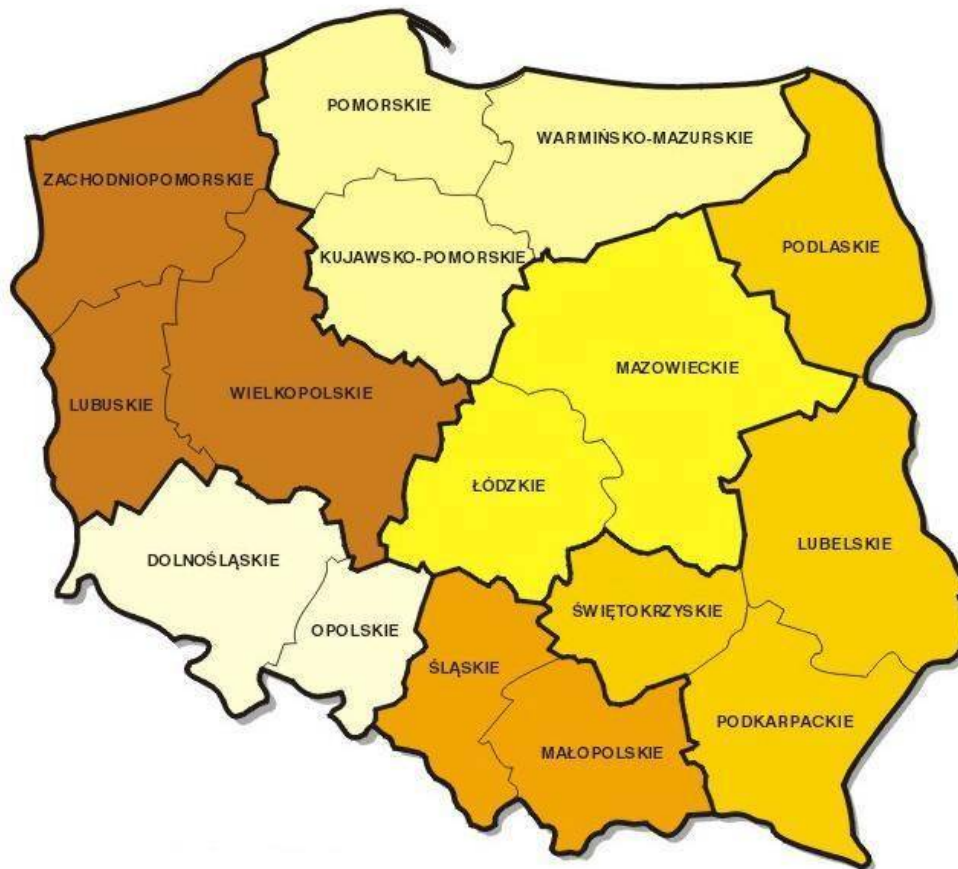 POMORSKIE
WARMIŃSKO-MAZURSKIE
ZACHODNIOPOMORSKIE
PODLASKIE
KUJAWSKO-POMORSKIE
MAZOWIECKIE
WIELKOPOLSKIE
LUBUSKIE
ŁÓDZKIE
LUBELSKIE
DOLNOŚLĄSKIE
ŚWIĘTOKRZYSKIE
OPOLSKIE
ŚLĄSKIE
PODKARPACKIE
MAŁOPOLSKIE